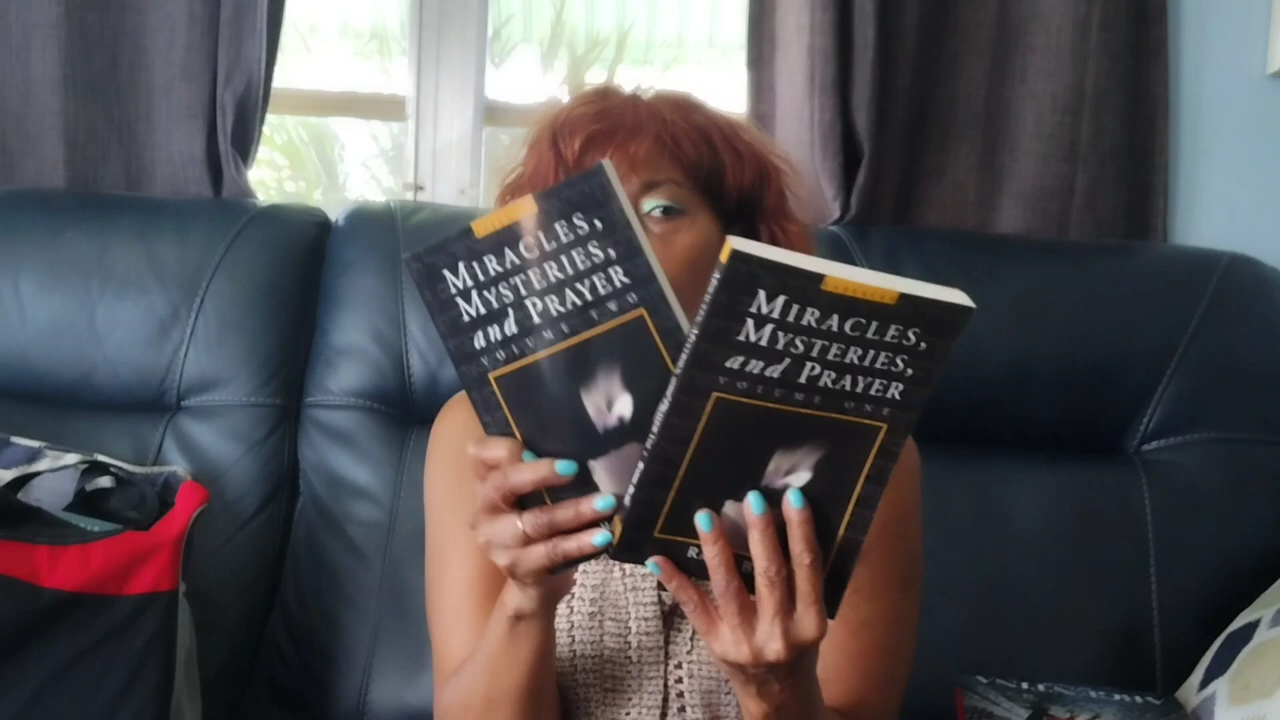 MIRACLES,
MYSTERIES,
and PRAYER
VOLUME TWO
MIRACLES,
MYSTERIES,
and PRAYER
VOLUME ONE